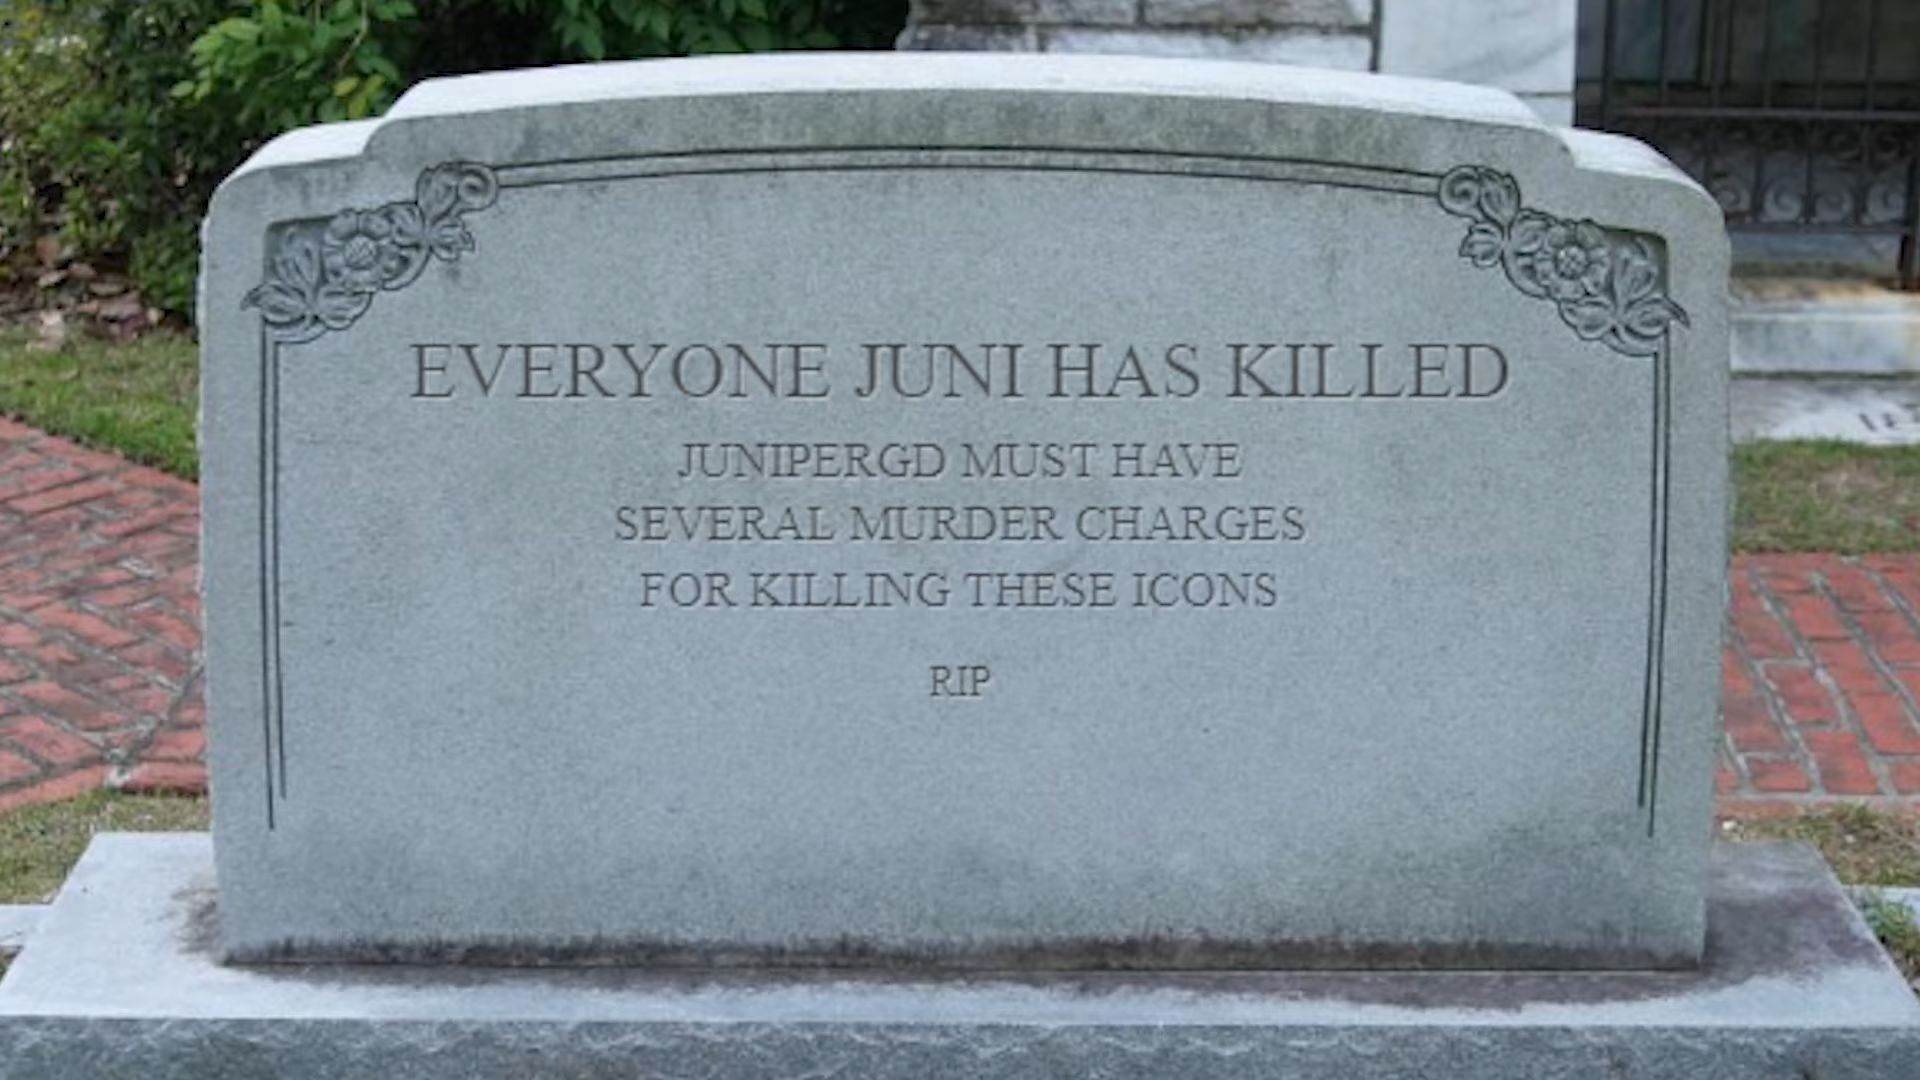 EVERYONE JUNI HAS KILLED
JUNIPERGD MUST HAVE
SEVERAL MURDER CHARGES
FOR KILLING THESE ICONS
RIP